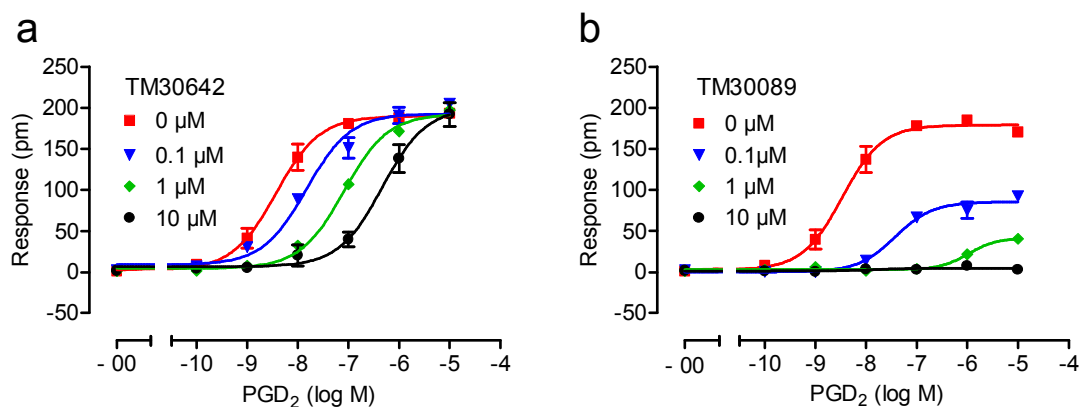 a
TM30642
0 µM
0.1 µM
1 µM
10 µM
Response (pm)
250
200
150
100
50
0
-50
- 00
-10
-9
-8
-7
-6
-5
-4
PGD₂ (log M)
b
TM30089
0 µM
0.1µM
1 µM
10 µM
Response (pm)
250
200
150
100
50
0
-50
- 00
-10
-9
-8
-7
-6
-5
-4
PGD₂ (log M)